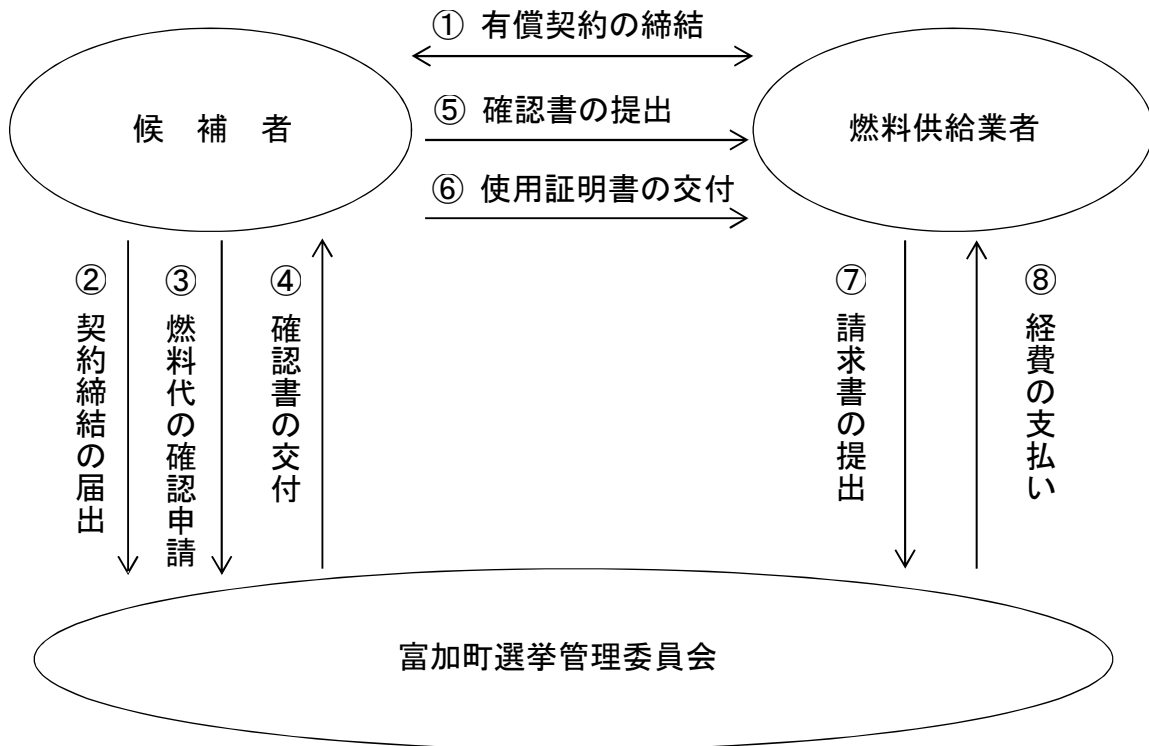 ① 有償契約の締結
候 補 者
⑤ 確認書の提出
燃料供給業者
⑥ 使用証明書の交付
② 契約締結の届出
③ 燃料代の確認申請
④ 確認書の交付
⑦ 請求書の提出
⑧ 経費の支払い
富加町選挙管理委員会